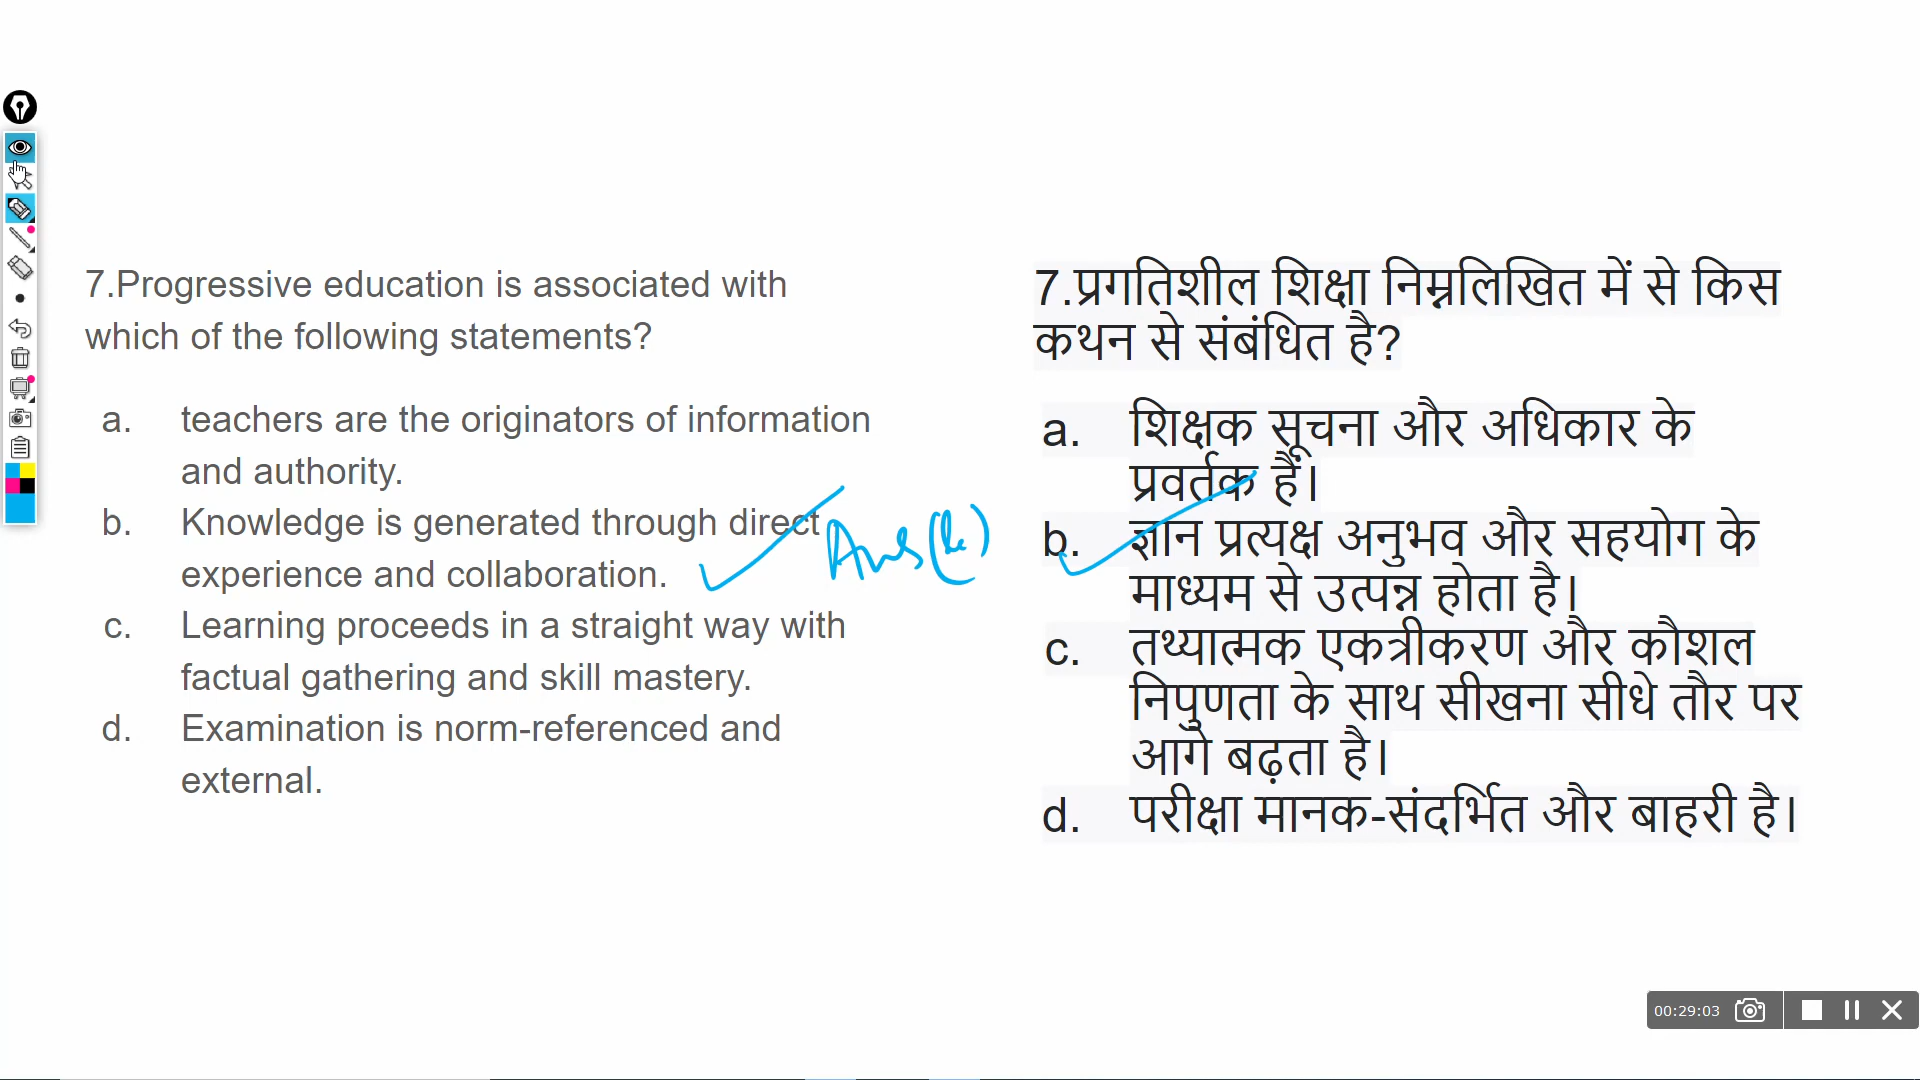 7.Progressive education is associated with
which of the following statements?
a. teachers are the originators of information
and authority.
b. Knowledge is generated through direct
experience and collaboration.
Ans(b)
c. Learning proceeds in a straight way with
factual gathering and skill mastery.
d. Examination is norm-referenced and
external.
7.प्रगतिशील शिक्षा निम्नलिखित में से किस
कथन से संबंधित है?
a. शिक्षक सूचना और अधिकार के
प्रवर्तक हैं।
b. ज्ञान प्रत्यक्ष अनुभव और सहयोग के
माध्यम से उत्पन्न होता है।
c. तथ्यात्मक एकत्रीकरण और कौशल
निपुणता के साथ सीखना सीधे तौर पर
आगे बढ़ता है।
d. परीक्षा मानक-संदर्भित और बाहरी है।
00:29:03